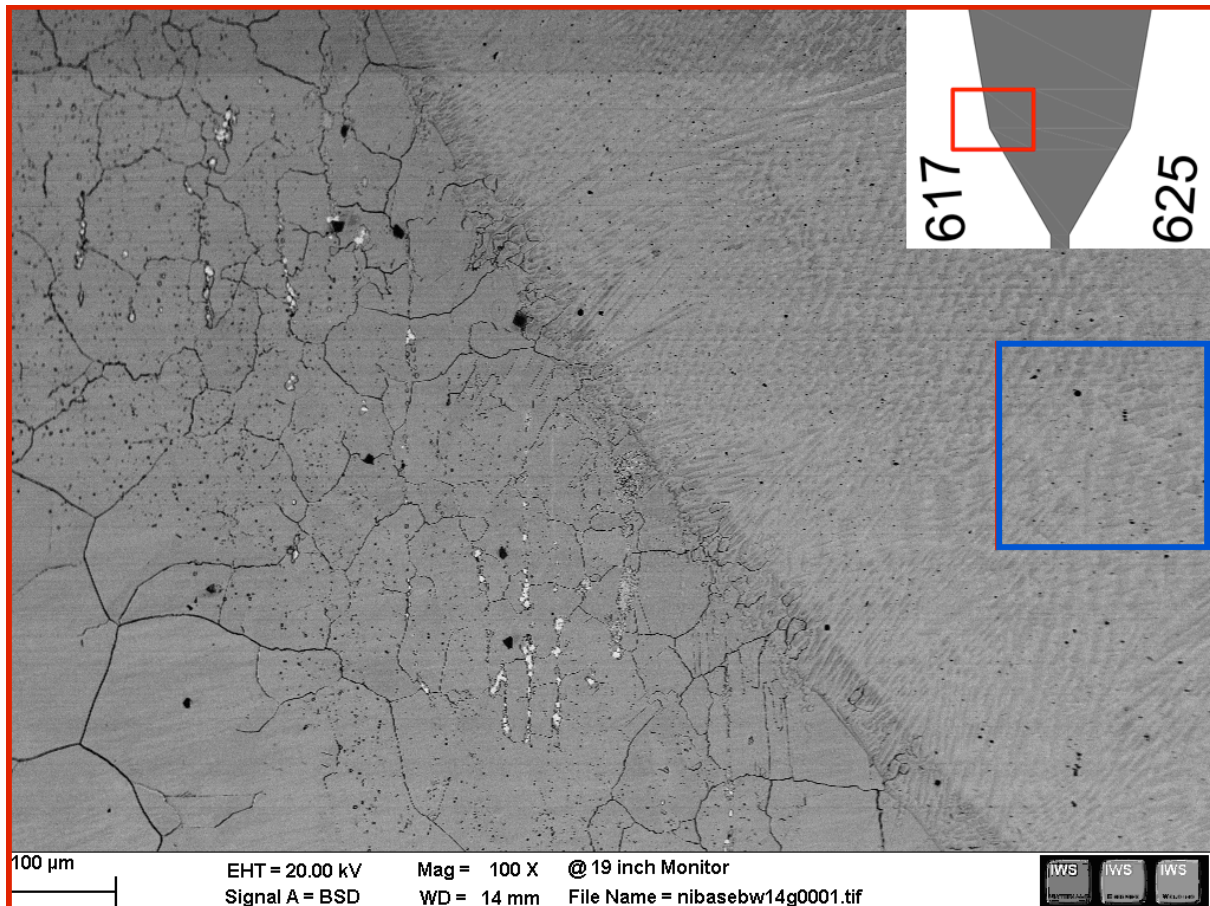 617
625
100 µm
EHT = 20.00 kV
Signal A = BSD
Mag = 100 X
WD = 14 mm
@ 19 inch Monitor
File Name = nibasebw14g0001.tif
IWS
IWS
IWS